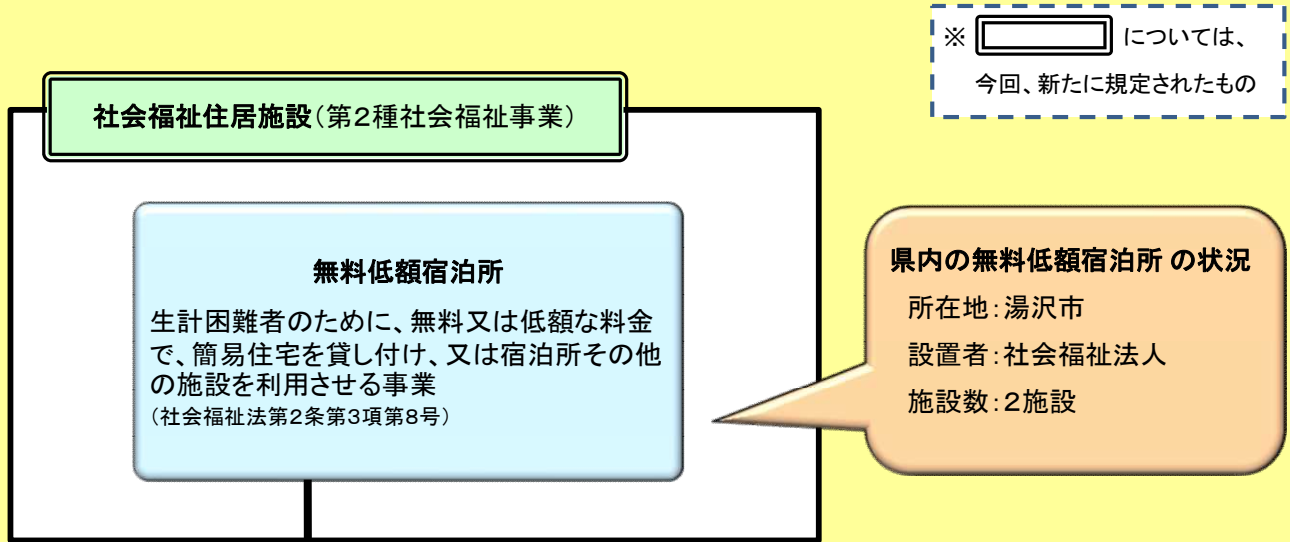 ※ については、
今回、新たに規定されたもの
社会福祉住居施設(第2種社会福祉事業)
無料低額宿泊所
生計困難者のために、無料又は低額な料金
で、簡易住宅を貸し付け、又は宿泊所その他
の施設を利用させる事業
(社会福祉法第2条第3項第8号)
県内の無料低額宿泊所 の状況
所在地:湯沢市
設置者:社会福祉法人
施設数:2施設